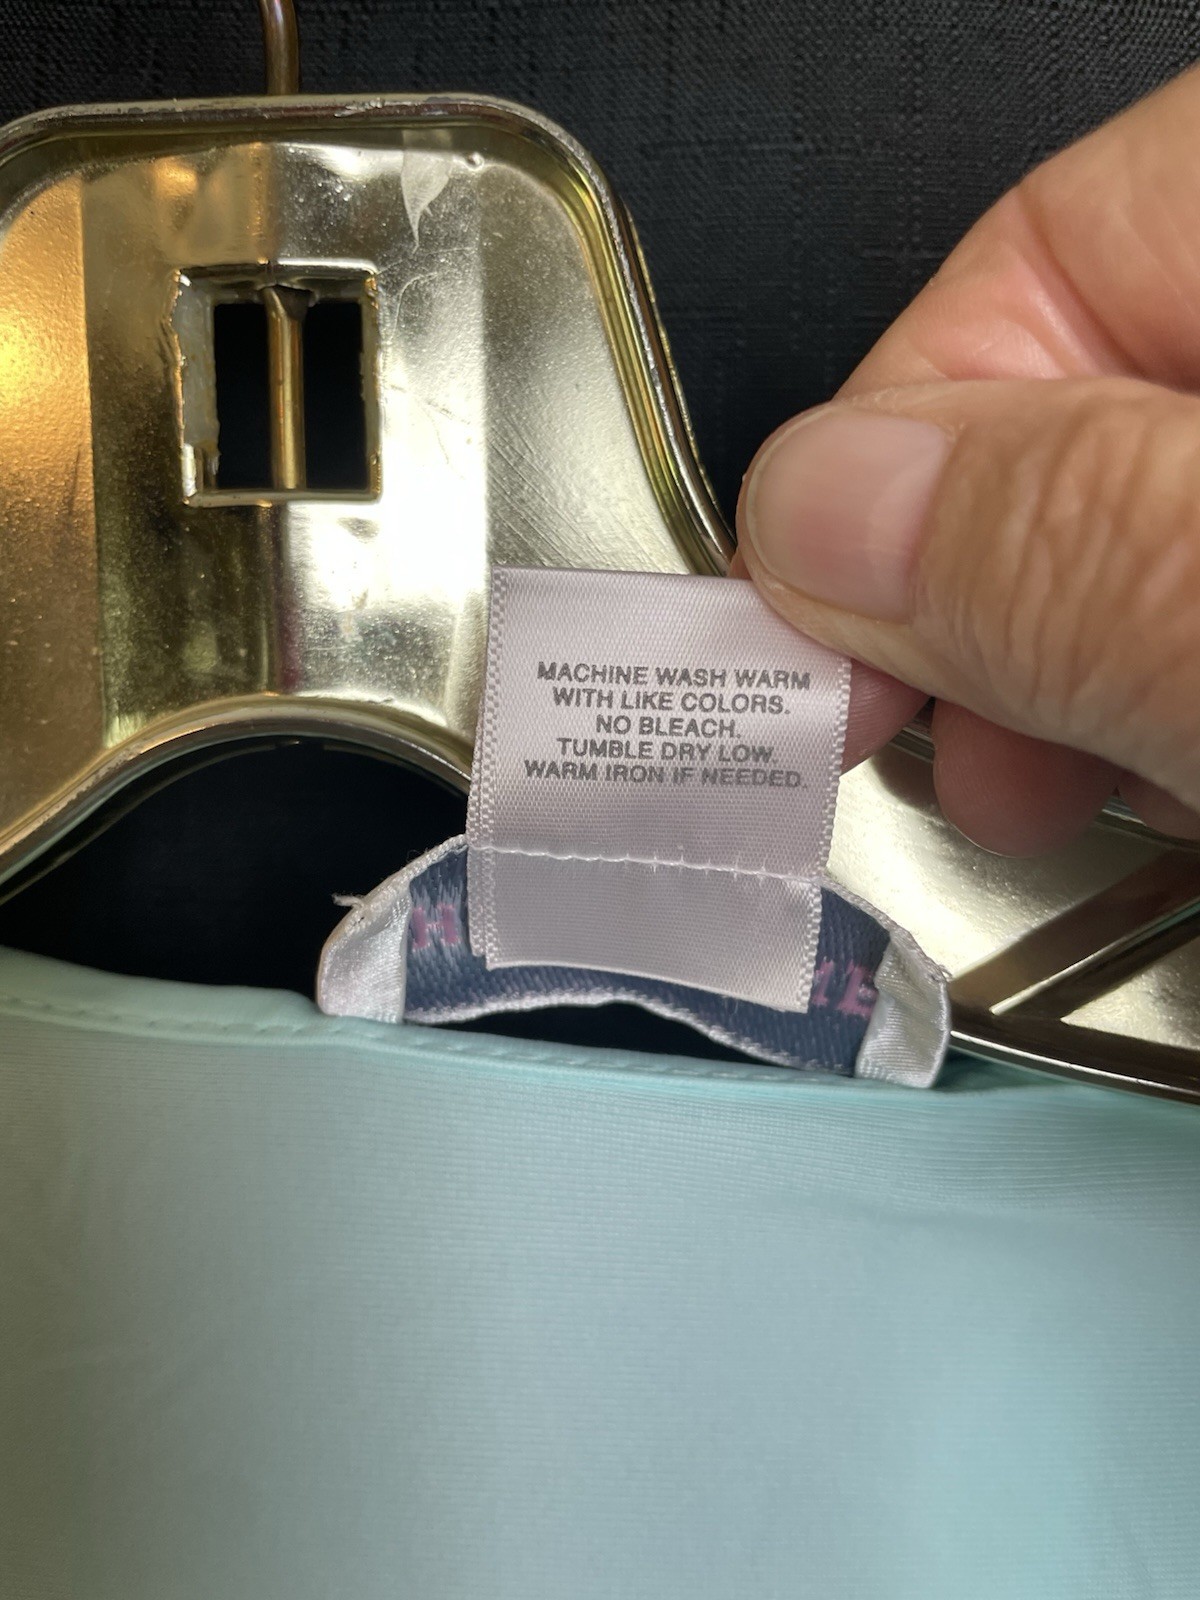 MACHINE WASH WARM
WITH LIKE COLORS.
NO BLEACH.
TUMBLE DRY LOW.
WARM IRON IF NEEDED.